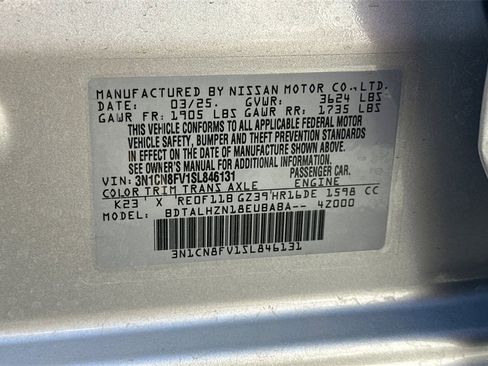 MANUFACTURED BY NISSAN MOTOR CO.,LTD.
DATE: 03/25. GVWR: 3624 LBS
GAWR FR: 1905 LBS GAWR RR: 1735 LBS
THIS VEHICLE CONFORMS TO ALL APPLICABLE FEDERAL MOTOR
VEHICLE SAFETY, BUMPER AND THEFT PREVENTION STANDARDS
IN EFFECT ON THE DATE OF MANUFACTURE SHOWN ABOVE.
SEE OWNER'S MANUAL FOR ADDITIONAL INFORMATION.
VIN: 3N1CN8FV1SL846131 PASSENGER CAR.
COLOR TRIM TRANS AXLE ENGINE
K23 X RE0F11B GZ39 HR16DE 1598 CC
MODEL: BDTALHZN18EUBABA-- 4Z000
3N1CN8FV1SL846131